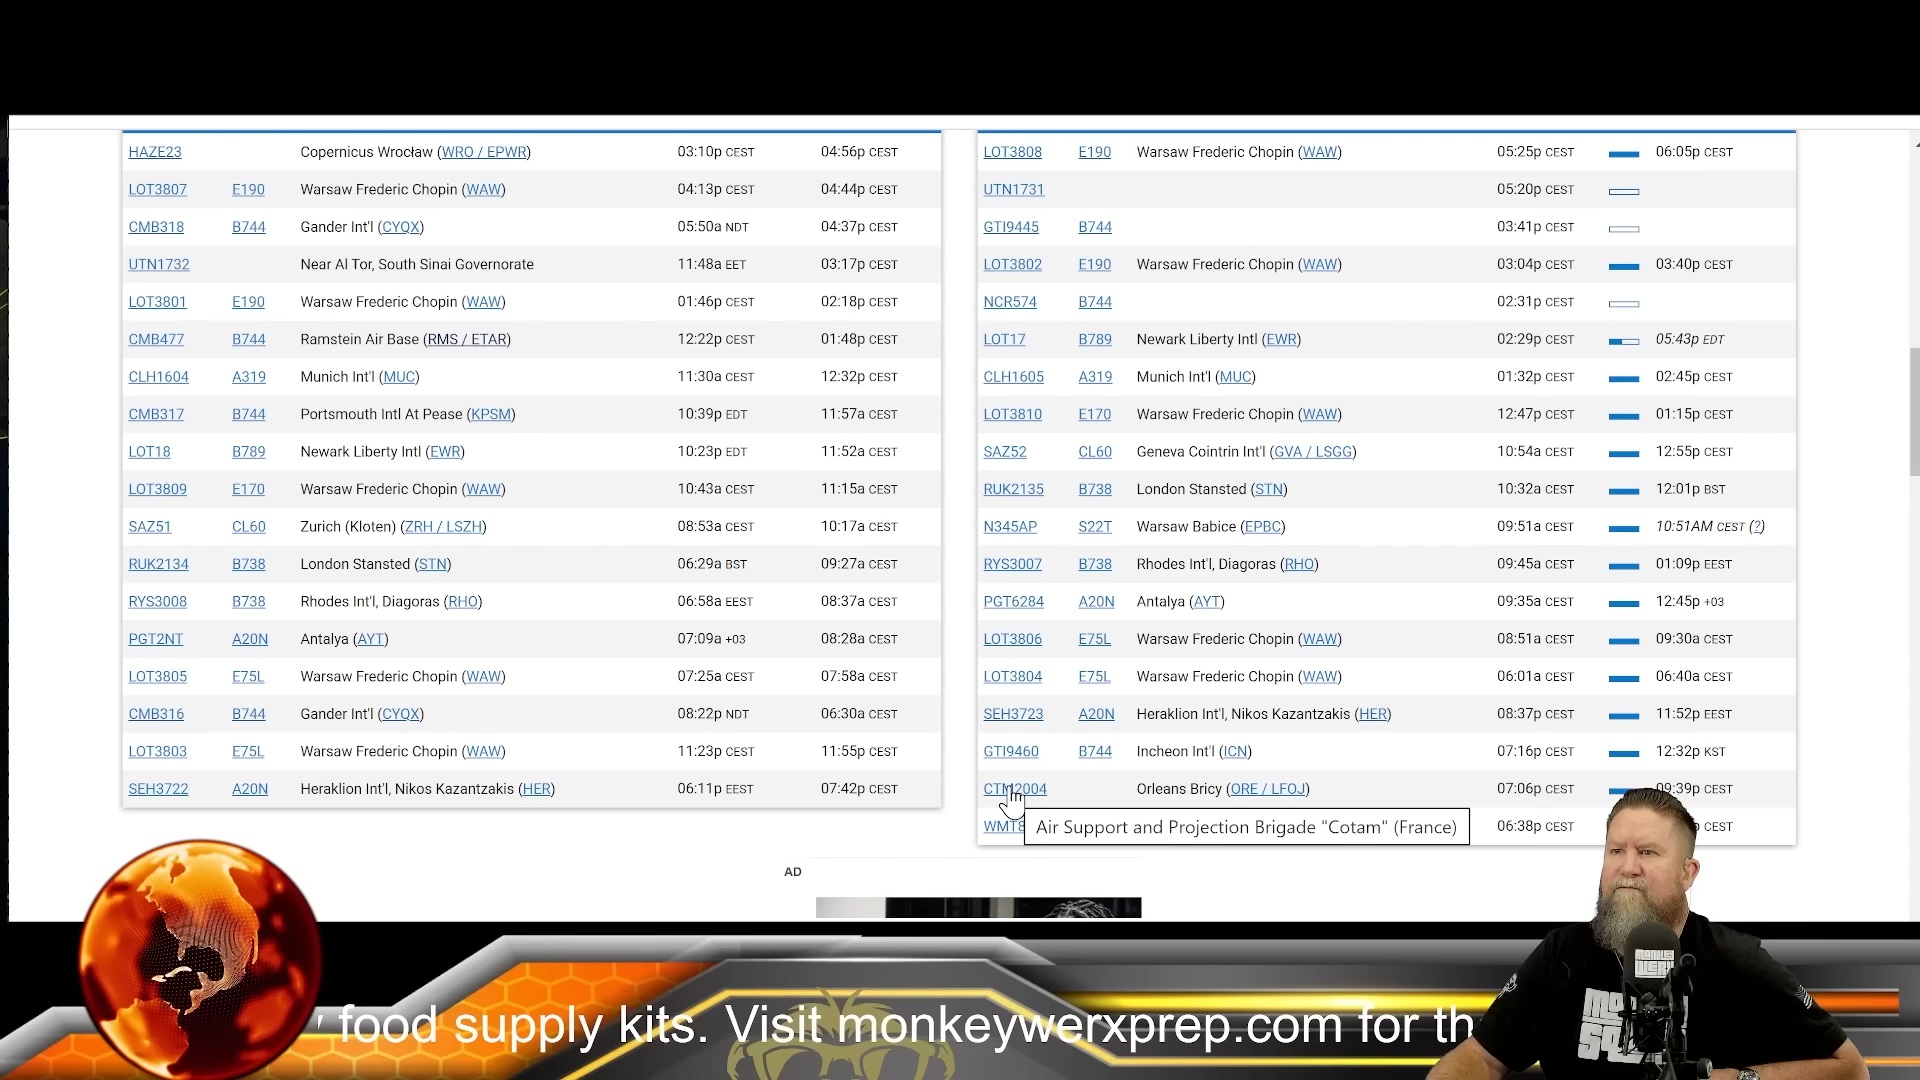 HAZE23 Copernicus Wrocław (WRO / EPWR) 03:10p CEST 04:56p CEST
LOT3807 E190 Warsaw Frederic Chopin (WAW) 04:13p CEST 04:44p CEST
CMB318 B744 Gander Int'l (CYQX) 05:50a NDT 04:37p CEST
UTN1732 Near Al Tor, South Sinai Governorate 11:48a EET 03:17p CEST
LOT3801 E190 Warsaw Frederic Chopin (WAW) 01:46p CEST 02:18p CEST
CMB477 B744 Ramstein Air Base (RMS / ETAR) 12:22p CEST 01:48p CEST
CLH1604 A319 Munich Int'l (MUC) 11:30a CEST 12:32p CEST
CMB317 B744 Portsmouth Intl At Pease (KPSM) 10:39p EDT 11:57a CEST
LOT18 B789 Newark Liberty Intl (EWR) 10:23p EDT 11:52a CEST
LOT3809 E170 Warsaw Frederic Chopin (WAW) 10:43a CEST 11:15a CEST
SAZ51 CL60 Zurich (Kloten) (ZRH / LSZH) 08:53a CEST 10:17a CEST
RUK2134 B738 London Stansted (STN) 06:29a BST 09:27a CEST
RYS3008 B738 Rhodes Int'l, Diagoras (RHO) 06:58a EEST 08:37a CEST
PGT2NT A20N Antalya (AYT) 07:09a +03 08:28a CEST
LOT3805 E75L Warsaw Frederic Chopin (WAW) 07:25a CEST 07:58a CEST
CMB316 B744 Gander Int'l (CYQX) 08:22p NDT 06:30a CEST
LOT3803 E75L Warsaw Frederic Chopin (WAW) 11:23p CEST 11:55p CEST
SEH3722 A20N Heraklion Int'l, Nikos Kazantzakis (HER) 06:11p EEST 07:42p CEST
LOT3808 E190 Warsaw Frederic Chopin (WAW) 05:25p CEST 06:05p CEST
UTN1731 05:20p CEST
GTI9445 B744 03:41p CEST
LOT3802 E190 Warsaw Frederic Chopin (WAW) 03:04p CEST 03:40p CEST
NCR574 B744 02:31p CEST
LOT17 B789 Newark Liberty Intl (EWR) 02:29p CEST 05:43p EDT
CLH1605 A319 Munich Int'l (MUC) 01:32p CEST 02:45p CEST
LOT3810 E170 Warsaw Frederic Chopin (WAW) 12:47p CEST 01:15p CEST
SAZ52 CL60 Geneva Cointrin Int'l (GVA / LSGG) 10:54a CEST 12:55p CEST
RUK2135 B738 London Stansted (STN) 10:32a CEST 12:01p BST
N345AP S22T Warsaw Babice (EPBC) 09:51a CEST 10:51AM CEST (?)
RYS3007 B738 Rhodes Int'l, Diagoras (RHO) 09:45a CEST 01:09p EEST
PGT6284 A20N Antalya (AYT) 09:35a CEST 12:45p +03
LOT3806 E75L Warsaw Frederic Chopin (WAW) 08:51a CEST 09:30a CEST
LOT3804 E75L Warsaw Frederic Chopin (WAW) 06:01a CEST 06:40a CEST
SEH3723 A20N Heraklion Int'l, Nikos Kazantzakis (HER) 08:37p CEST 11:52p EEST
GTI9460 B744 Incheon Int'l (ICN) 07:16p CEST 12:32p KST
CTM2004 Orleans Bricy (ORE / LFOJ) 07:06p CEST 09:39p CEST
06:38p CEST CEST
Air Support and Projection Brigade "Cotam" (France)
AD
food supply kits. Visit monkeywerxprep.com for th